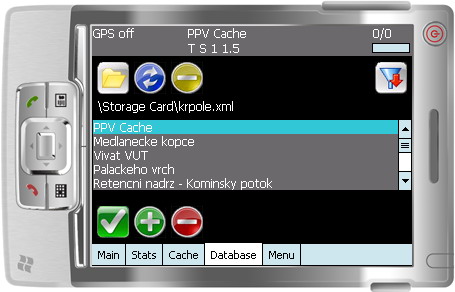 GPS off PPV Cache 0/0
T S 1 1.5
\Storage Card\krpole.xml
PPV Cache
Medlanecke kopce
Vivat VUT
Palackeho vrch
Retencni nadrz - Kominsky potok
Main Stats Cache Database Menu